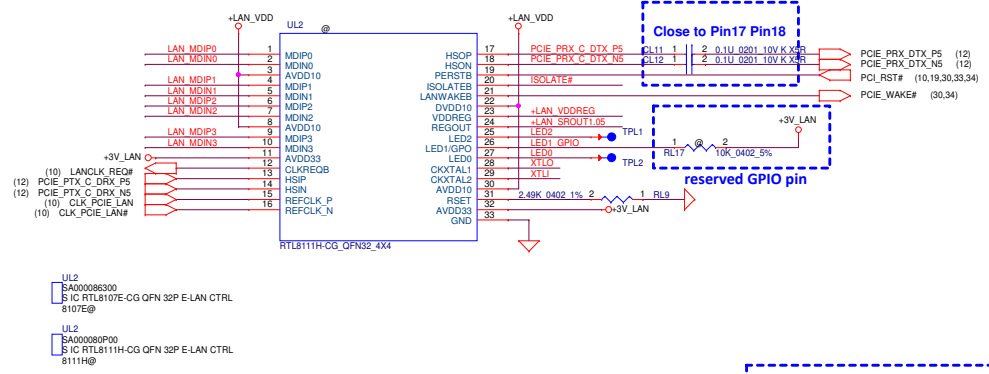 +LAN_VDD
+LAN_VDD
UL2
@
Close to Pin17 Pin18
LAN_MDIP0 1 MDIP0
LAN_MDIN0 2 MDIN0
3 AVDD10
LAN_MDIP1 4 MDIP1
LAN_MDIN1 5 MDIN1
LAN_MDIP2 6 MDIP2
LAN_MDIN2 7 MDIN2
8 AVDD10
LAN_MDIP3 9 MDIP3
LAN_MDIN3 10 MDIN3
+3V_LAN 11 AVDD33
(10) LANCLK_REQ# 12 CLKREQB
(12) PCIE_PTX_C_DRX_P5 13 HSIP
(12) PCIE_PTX_C_DRX_N5 14 HSIN
(10) CLK_PCIE_LAN 15 REFCLK_P
(10) CLK_PCIE_LAN# 16 REFCLK_N
HSOP 17 PCIE_PRX_C_DTX_P5 CL11 1 2 0.1U_0201_10V K X5R PCIE_PRX_DTX_P5 (12)
HSON 18 PCIE_PRX_C_DTX_N5 CL12 1 2 0.1U_0201_10V K X5R PCIE_PRX_DTX_N5 (12)
PERSTB 19 PCI_RST# (10,19,30,33,34)
ISOLATEB 20 ISOLATE#
LANWAKEB 21 PCIE_WAKE# (30,34)
DVDD10 22
VDDREG 23 +LAN_VDDREG
REGOUT 24 +LAN_SROUT1.05
LED2 25 LED2 TPL1
LED1/GPO 26 LED1_GPIO 1 @ 2 +3V_LAN
RL17 10K_0402_5%
LED0 27 LED0 TPL2
CKXTAL1 28 XTLO
CKXTAL2 29 XTLI
AVDD10 30
RSET 31 2.49K_0402_1% 2 1 RL9
AVDD33 32 +3V_LAN
GND 33
reserved GPIO pin
RTL8111H-CG_QFN32_4X4
UL2
SA000086300
S IC RTL8107E-CG QFN 32P E-LAN CTRL
8107E@
UL2
SA000080P00
S IC RTL8111H-CG QFN 32P E-LAN CTRL
8111H@